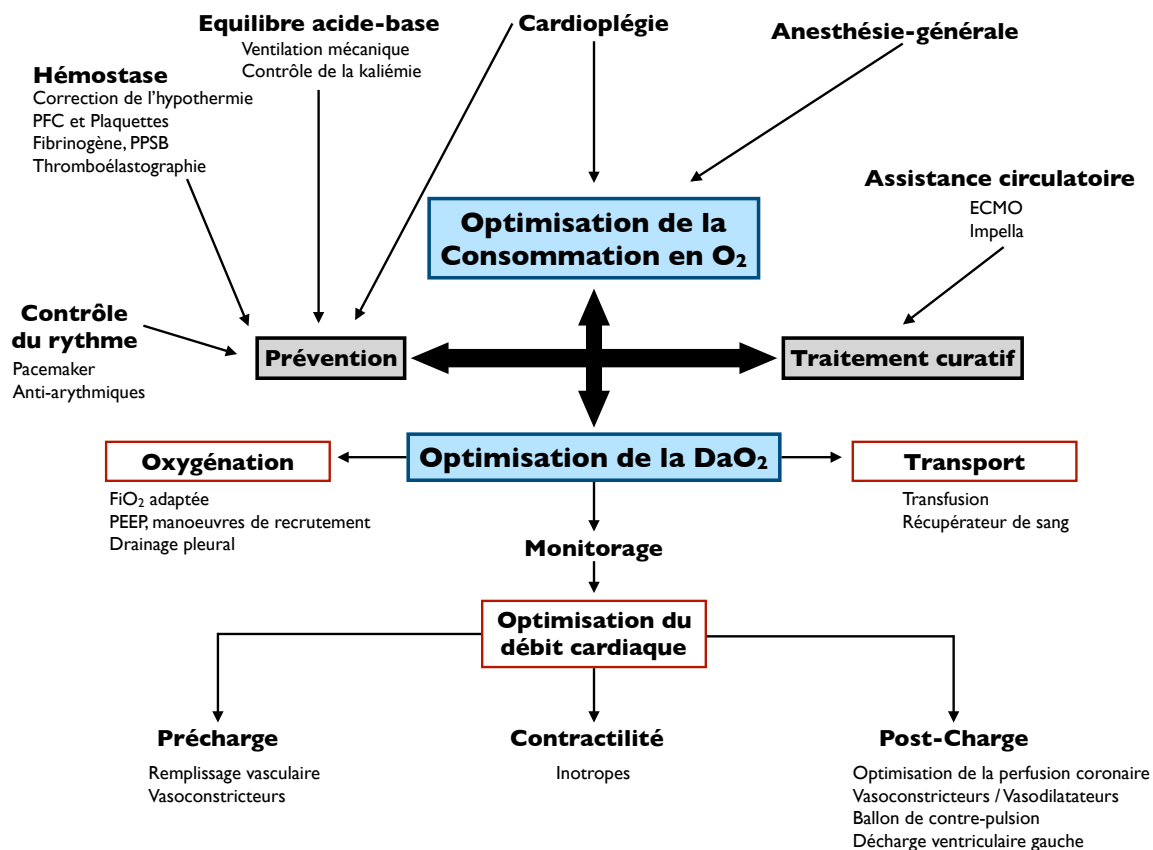 Equilibre acide-base
Ventilation mécanique
Contrôle de la kaliémie
Cardioplégie
Anesthésie-générale
Hémostase
Correction de l'hypothermie
PFC et Plaquettes
Fibrinogène, PPSB
Thromboélastographie
Assistance circulatoire
ECMO
Impella
Optimisation de la
Consommation en O₂
Contrôle
du rythme
Pacemaker
Anti-arythmiques
Prévention
Traitement curatif
Oxygénation
FiO₂ adaptée
PEEP, manoeuvres de recrutement
Drainage pleural
Optimisation de la DaO₂
Transport
Transfusion
Récupérateur de sang
Monitorage
Optimisation du
débit cardiaque
Précharge
Remplissage vasculaire
Vasoconstricteurs
Contractilité
Inotropes
Post-Charge
Optimisation de la perfusion coronaire
Vasoconstricteurs / Vasodilatateurs
Ballon de contre-pulsion
Décharge ventriculaire gauche